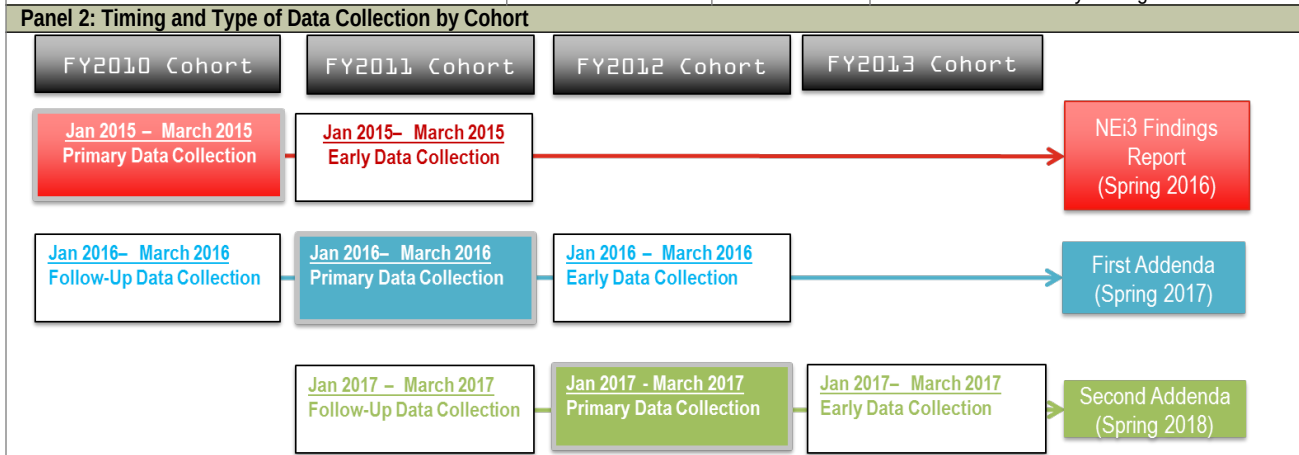 Panel 2: Timing and Type of Data Collection by Cohort
FY2010 Cohort
FY2011 Cohort
FY2012 Cohort
FY2013 Cohort
Jan 2015 – March 2015
Primary Data Collection
Jan 2015– March 2015
Early Data Collection
NEi3 Findings
Report
(Spring 2016)
Jan 2016– March 2016
Follow-Up Data Collection
Jan 2016– March 2016
Primary Data Collection
Jan 2016 – March 2016
Early Data Collection
First Addenda
(Spring 2017)
Jan 2017 – March 2017
Follow-Up Data Collection
Jan 2017 - March 2017
Primary Data Collection
Jan 2017– March 2017
Early Data Collection
Second Addenda
(Spring 2018)